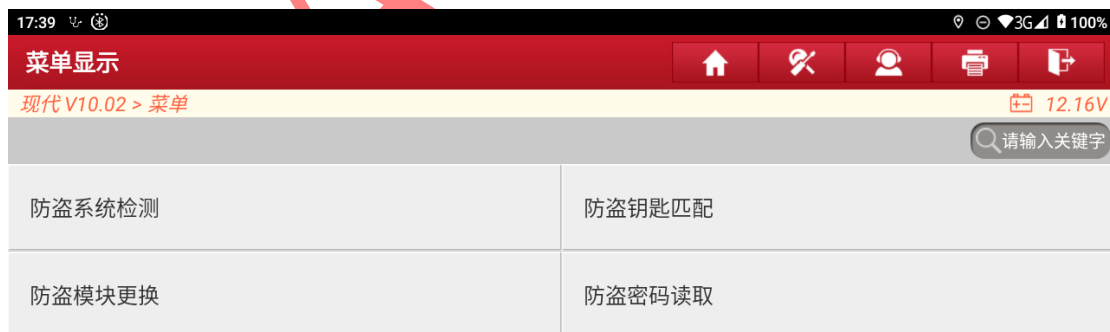 17:39
3G 100%
菜单显示
现代 V10.02 > 菜单
12.16V
请输入关键字
防盗系统检测
防盗钥匙匹配
防盗模块更换
防盗密码读取